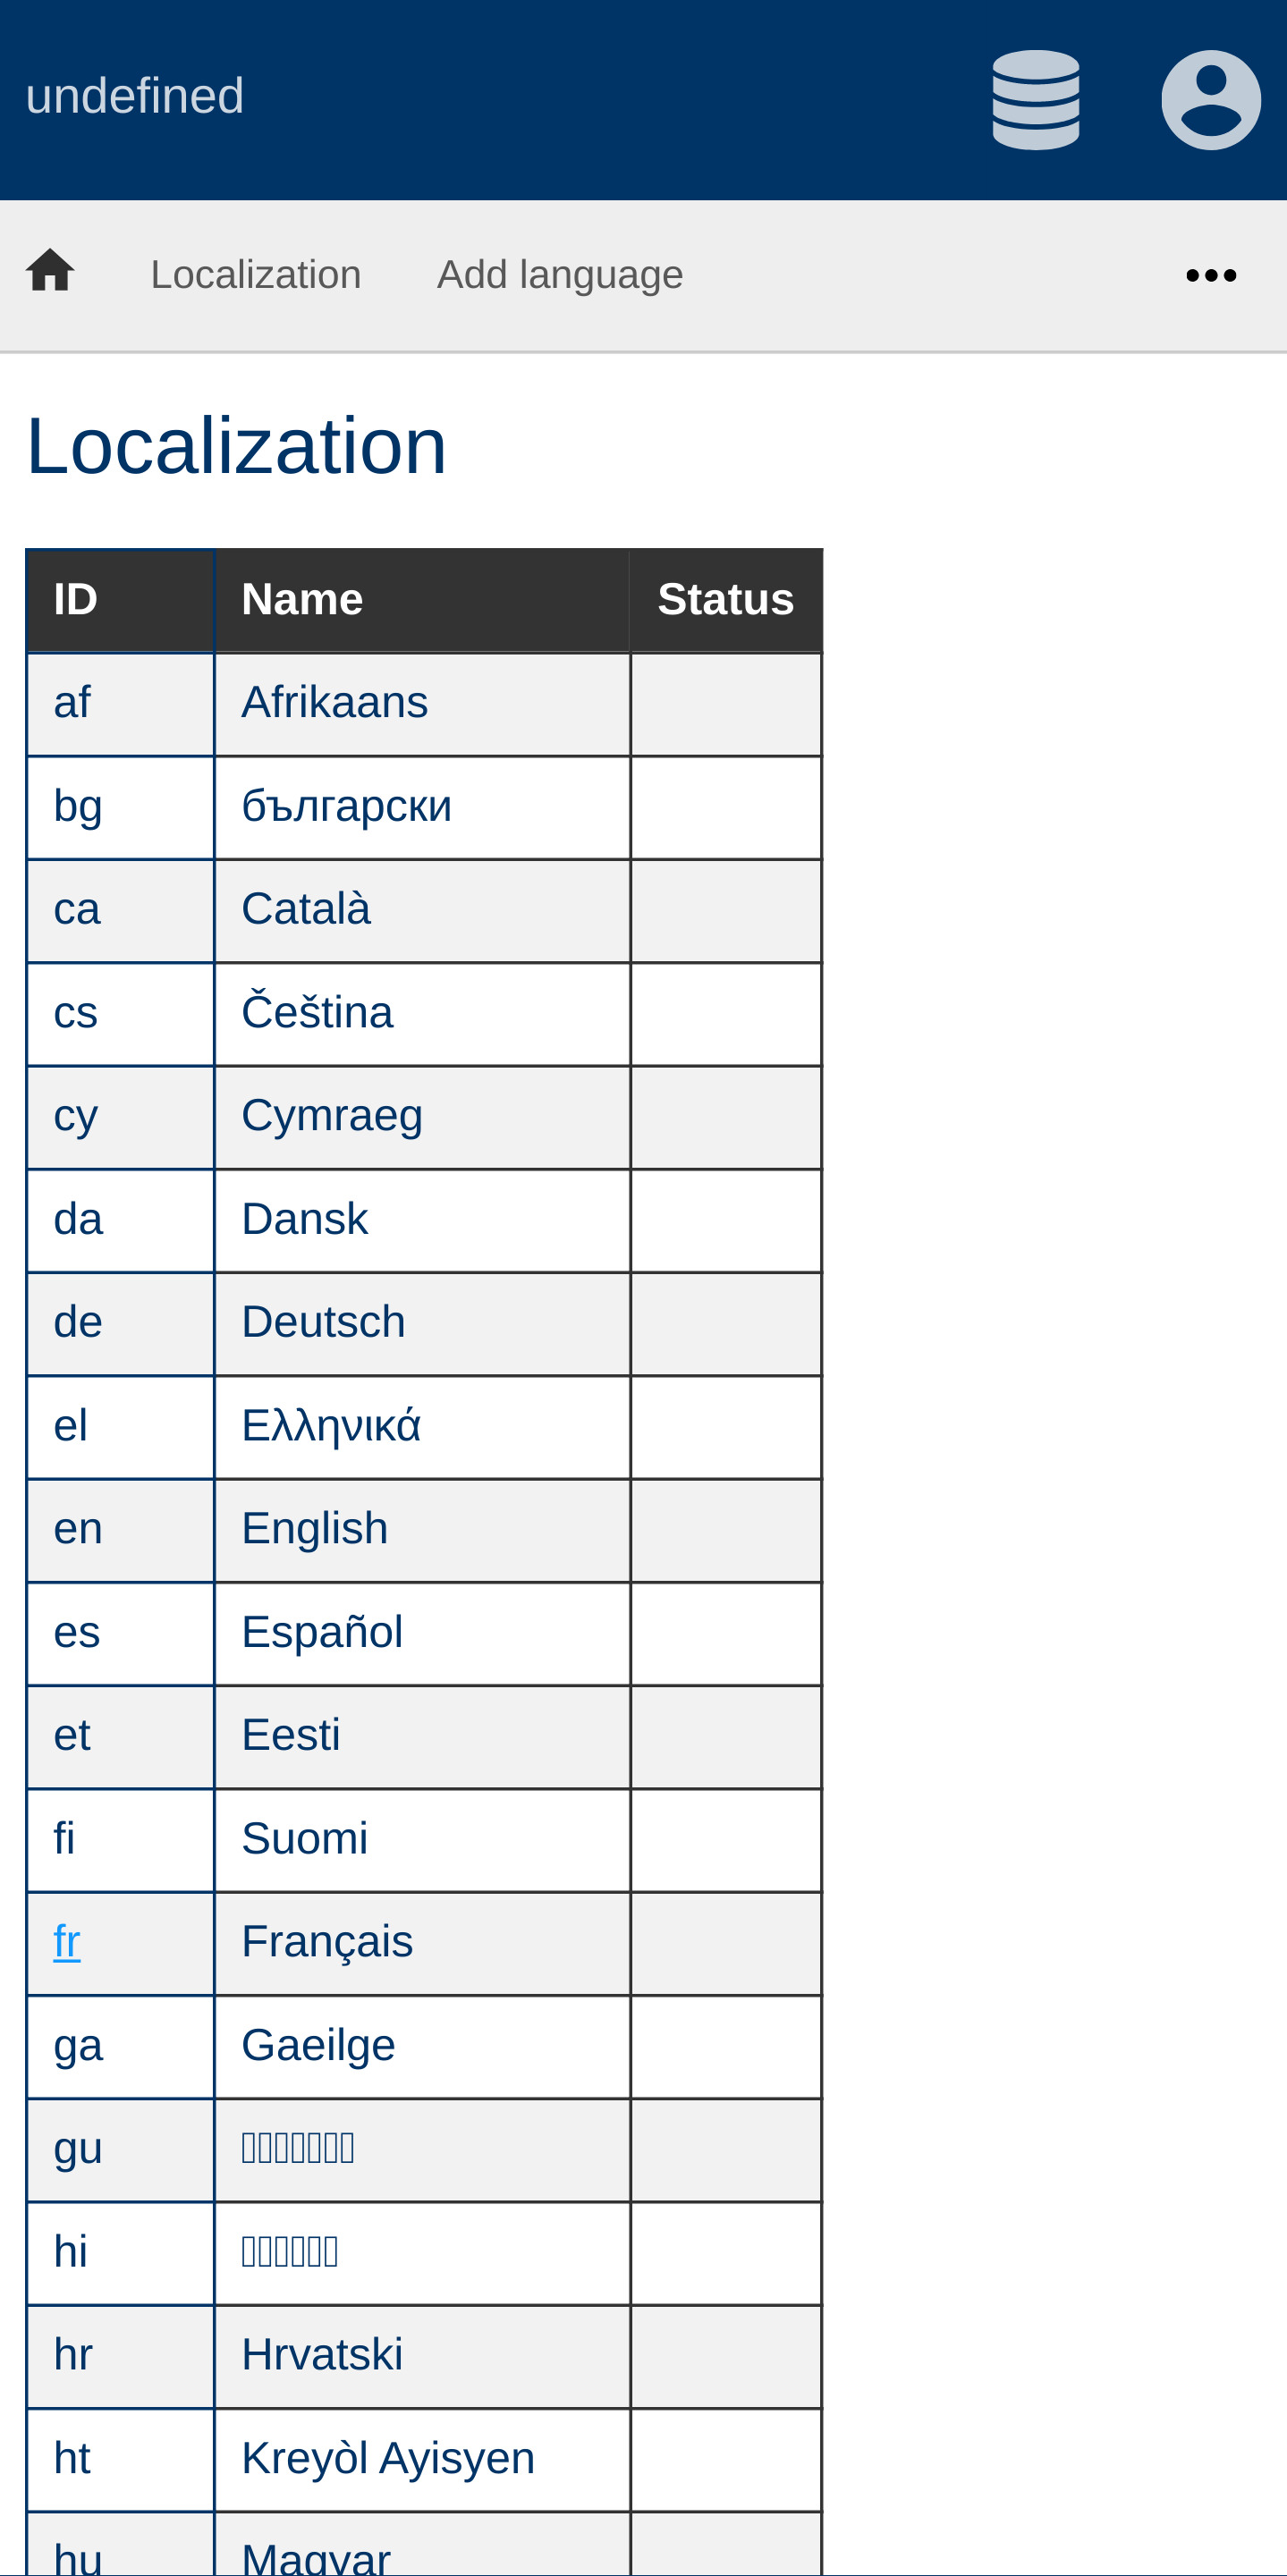 undefined
Localization Add language
Localization
ID Name Status
af Afrikaans
bg български
ca Català
cs Čeština
cy Cymraeg
da Dansk
de Deutsch
el Ελληνικά
en English
es Español
et Eesti
fi Suomi
fr Français
ga Gaeilge
gu
hi
hr Hrvatski
ht Kreyòl Ayisyen
hu Magyar